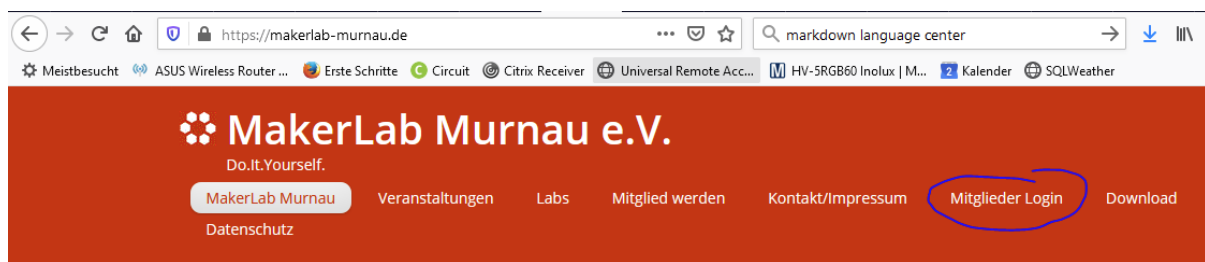 https://makerlab-murnau.de markdown language center
Meistbesucht ASUS Wireless Router ... Erste Schritte Circuit Citrix Receiver Universal Remote Acc... HV-5RGB60 Inolux | M... 2 Kalender SQLWeather
MakerLab Murnau e.V.
Do.It.Yourself.
MakerLab Murnau Veranstaltungen Labs Mitglied werden Kontakt/Impressum Mitglieder Login Download
Datenschutz